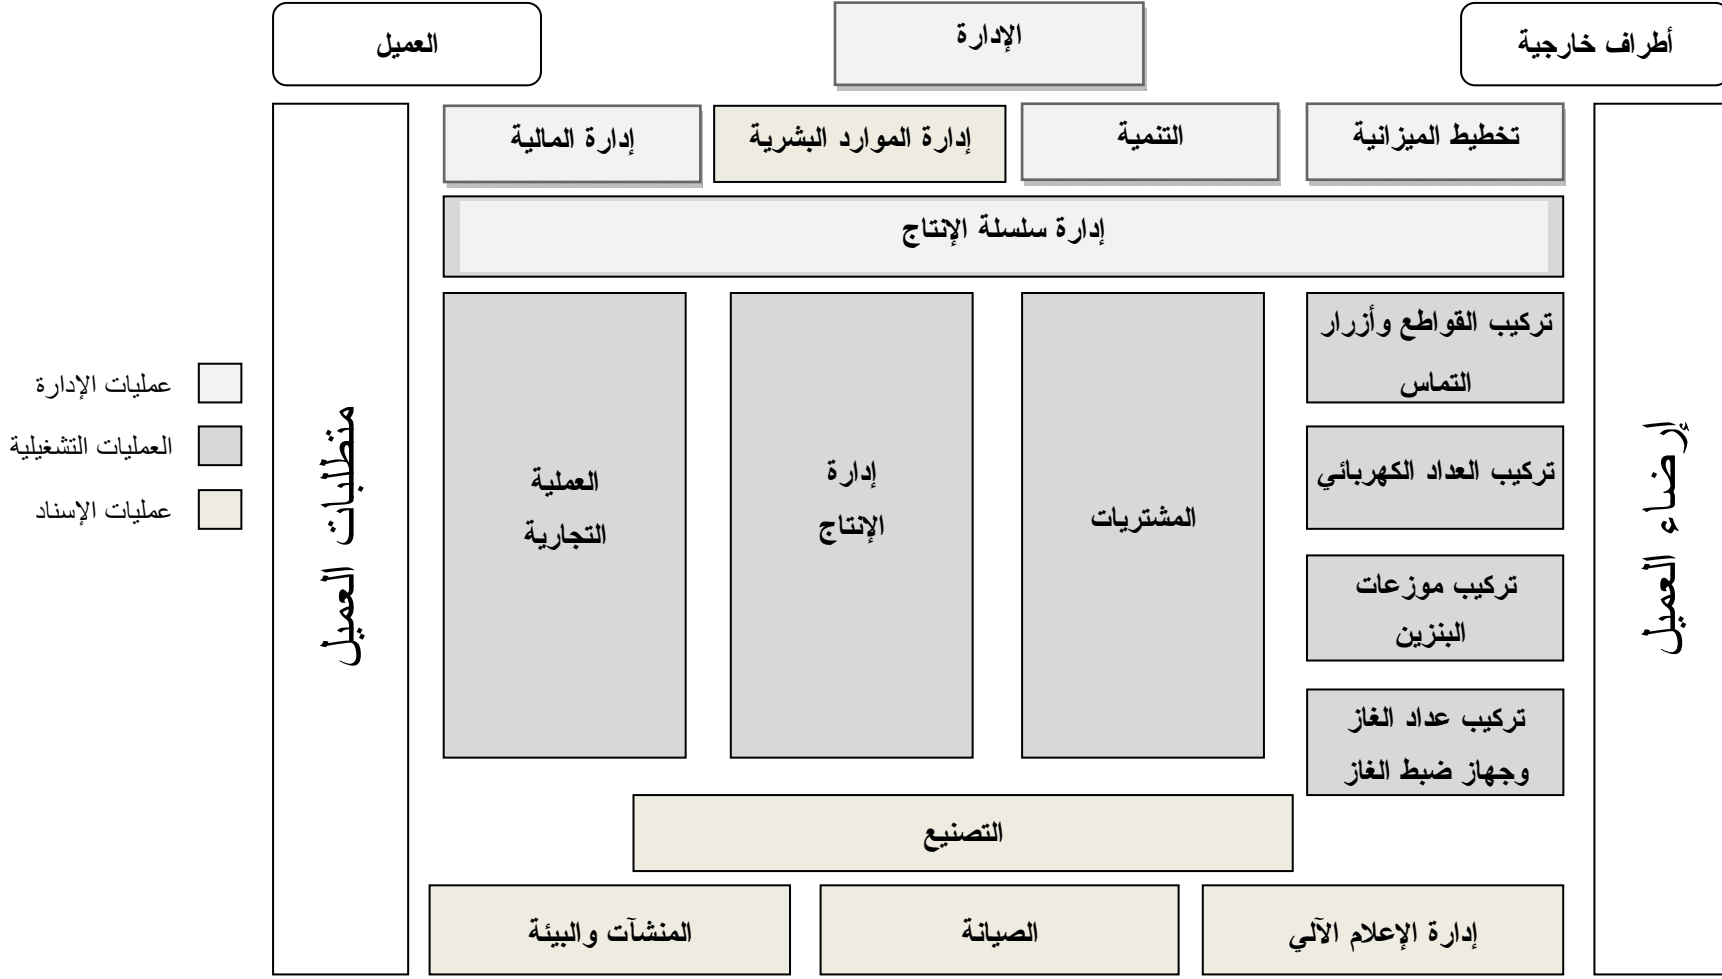 أطراف خارجية
الإدارة
العميل
تخطيط الميزانية
التنمية
إدارة الموارد البشرية
إدارة المالية
إدارة سلسلة الإنتاج
إرضاء العميل
تركيب القواطع وأزرار
التماس
تركيب العداد الكهربائي
تركيب موزعات
البنزين
تركيب عداد الغاز
وجهاز ضبط الغاز
المشتريات
إدارة
الإنتاج
العملية
التجارية
متطلبات العميل
عمليات الإدارة
العمليات التشغيلية
عمليات الإسناد
التصنيع
إدارة الإعلام الآلي
الصيانة
المنشآت والبيئة